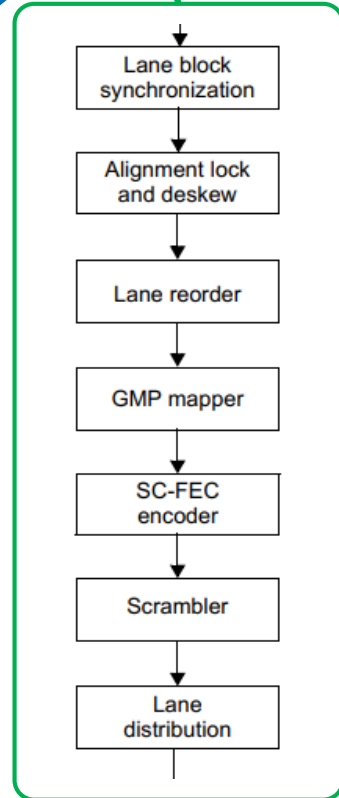 Lane block
synchronization
Alignment lock
and deskew
Lane reorder
GMP mapper
SC-FEC
encoder
Scrambler
Lane
distribution